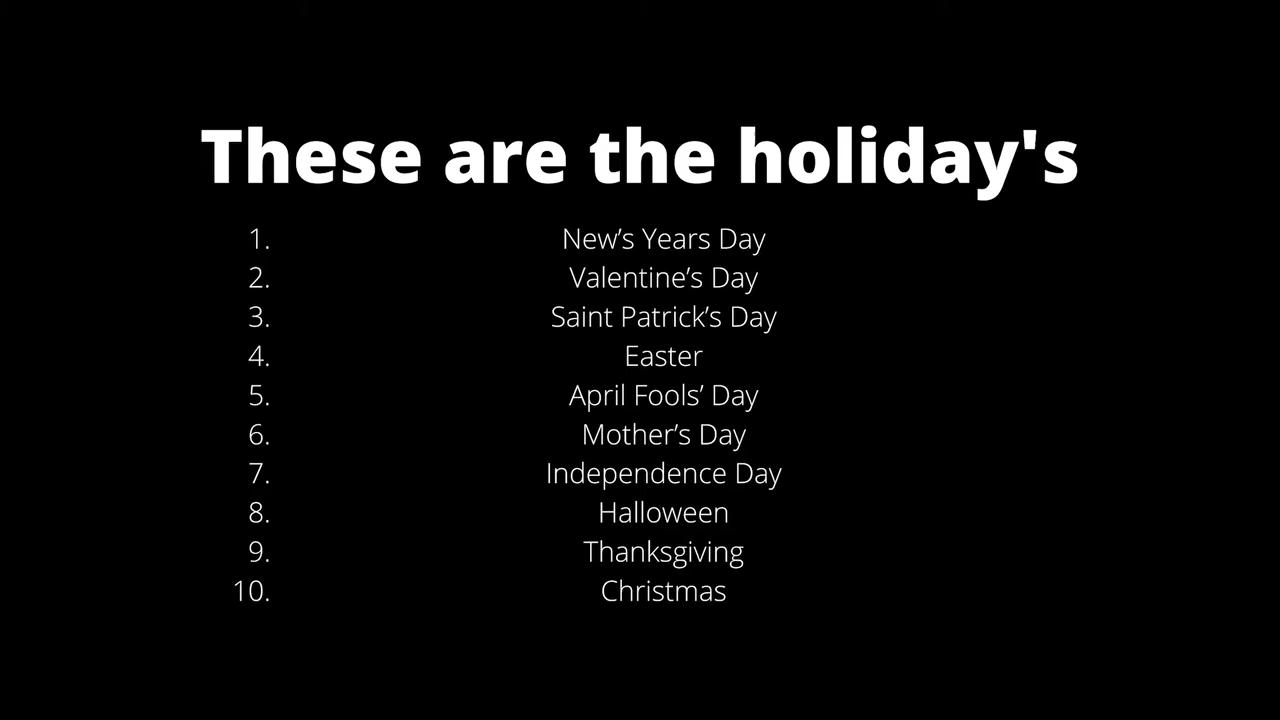 These are the holiday's
1. New’s Years Day
2. Valentine’s Day
3. Saint Patrick’s Day
4. Easter
5. April Fools’ Day
6. Mother’s Day
7. Independence Day
8. Halloween
9. Thanksgiving
10. Christmas